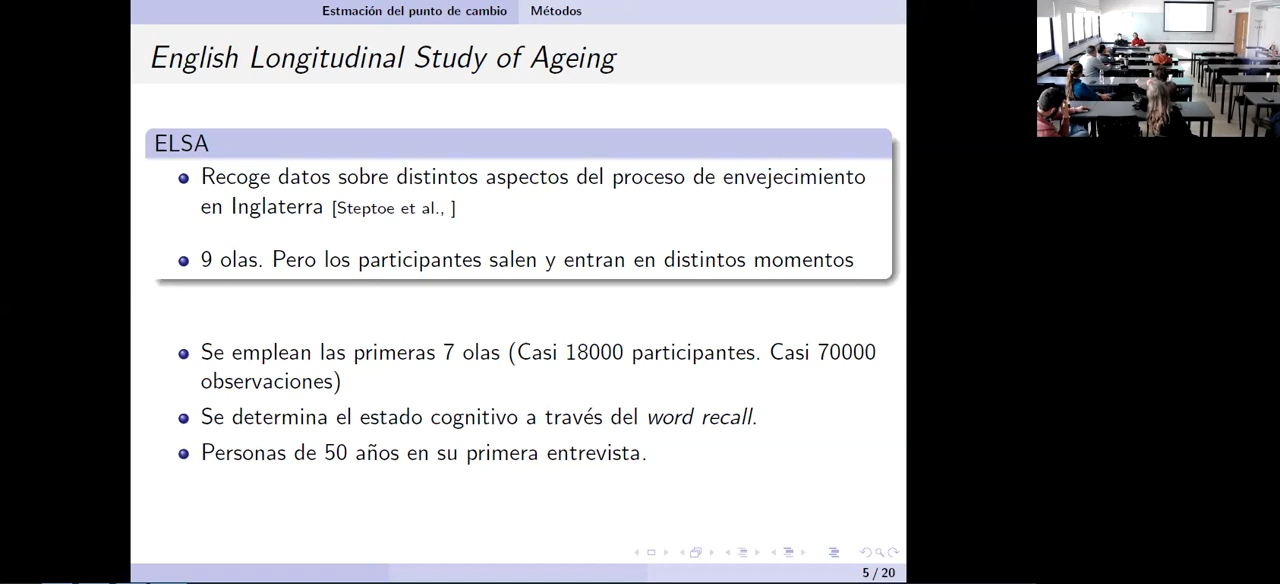 Estmación del punto de cambio Métodos
English Longitudinal Study of Ageing
ELSA
Recoge datos sobre distintos aspectos del proceso de envejecimiento
en Inglaterra [Steptoe et al., ]
9 olas. Pero los participantes salen y entran en distintos momentos
Se emplean las primeras 7 olas (Casi 18000 participantes. Casi 70000
observaciones)
Se determina el estado cognitivo a través del word recall.
Personas de 50 años en su primera entrevista.
5 / 20